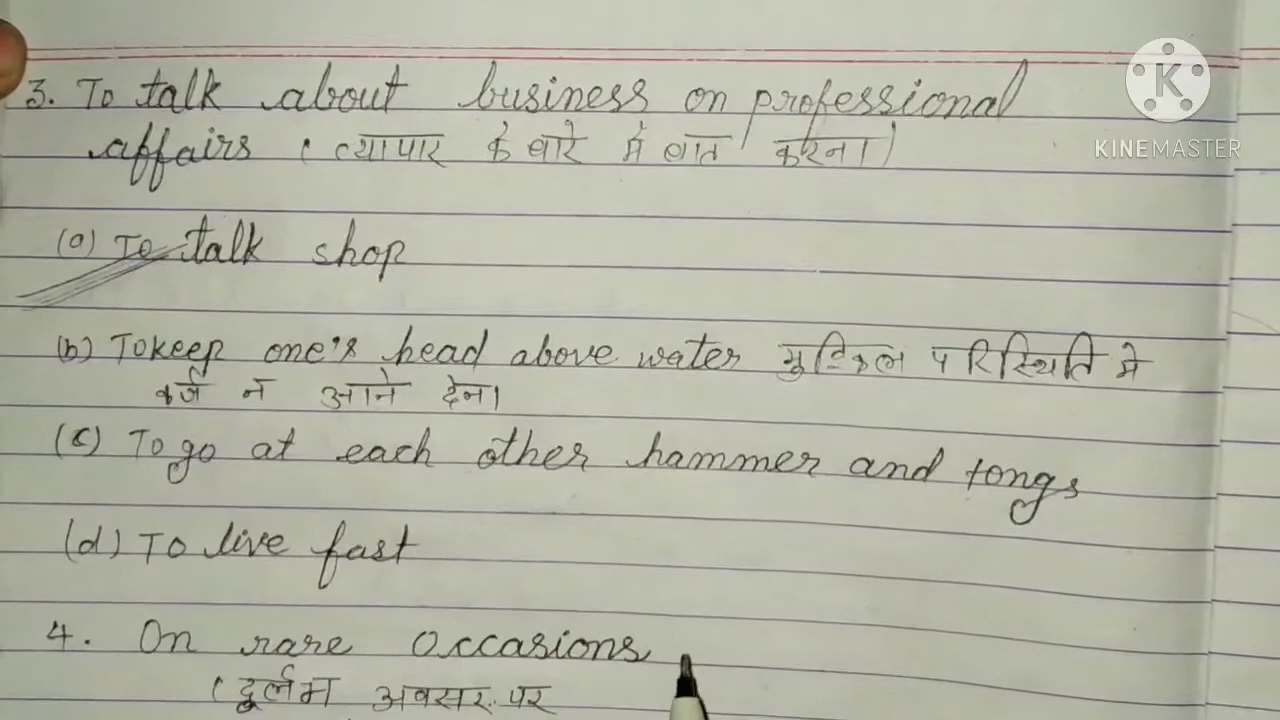 3. To talk about business on professional
affairs ( व्यापार के बारे मे बात करना।)
K
KINEMASTER
(a) To talk shop
(b) To keep one's head above water मुश्किल परिस्थिति मे
कर्ज न आने देना।
(c) To go at each other hammer and tongs
(d) To live fast
4. On rare occasions
( दुर्लभ अवसर पर